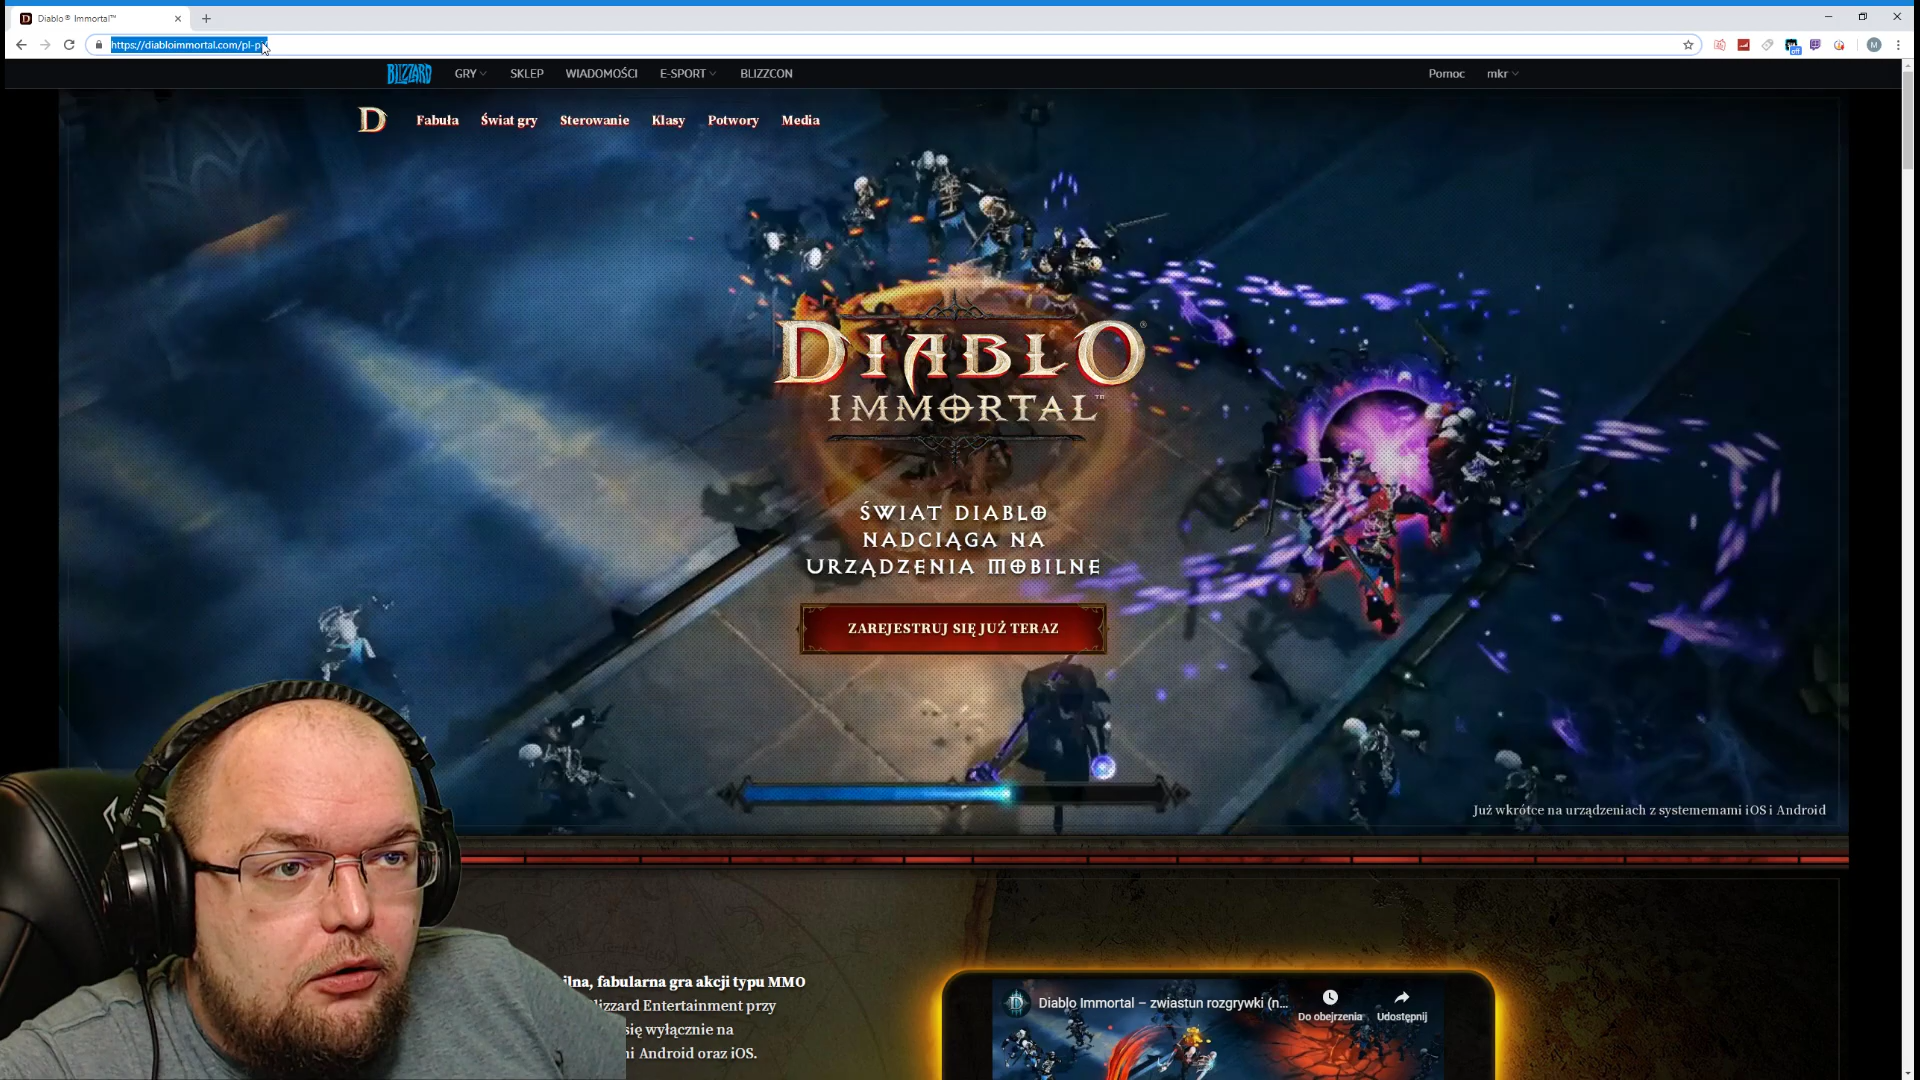 Diablo® Immortal™
https://diabloimmortal.com/pl-p
M
BLIZZARD
GRY
SKLEP
WIADOMOŚCI
E-SPORT
BLIZZCON
Pomoc
mkr
D
Fabuła
Świat gry
Sterowanie
Klasy
Potwory
Media
DIABLO®
IMMORTAL™
ŚWIAT DIABLO
NADCIĄGA NA
URZĄDZENIA MOBILNE
ZAREJESTRUJ SIĘ JUŻ TERAZ
Już wkrótce na urządzeniach z systememami iOS i Android
ilna, fabularna gra akcji typu MMO
lizzard Entertainment przy
się wyłącznie na
ni Android oraz iOS.
Diablo Immortal – zwiastun rozgrywki (n...
Do obejrzenia
Udostępnij